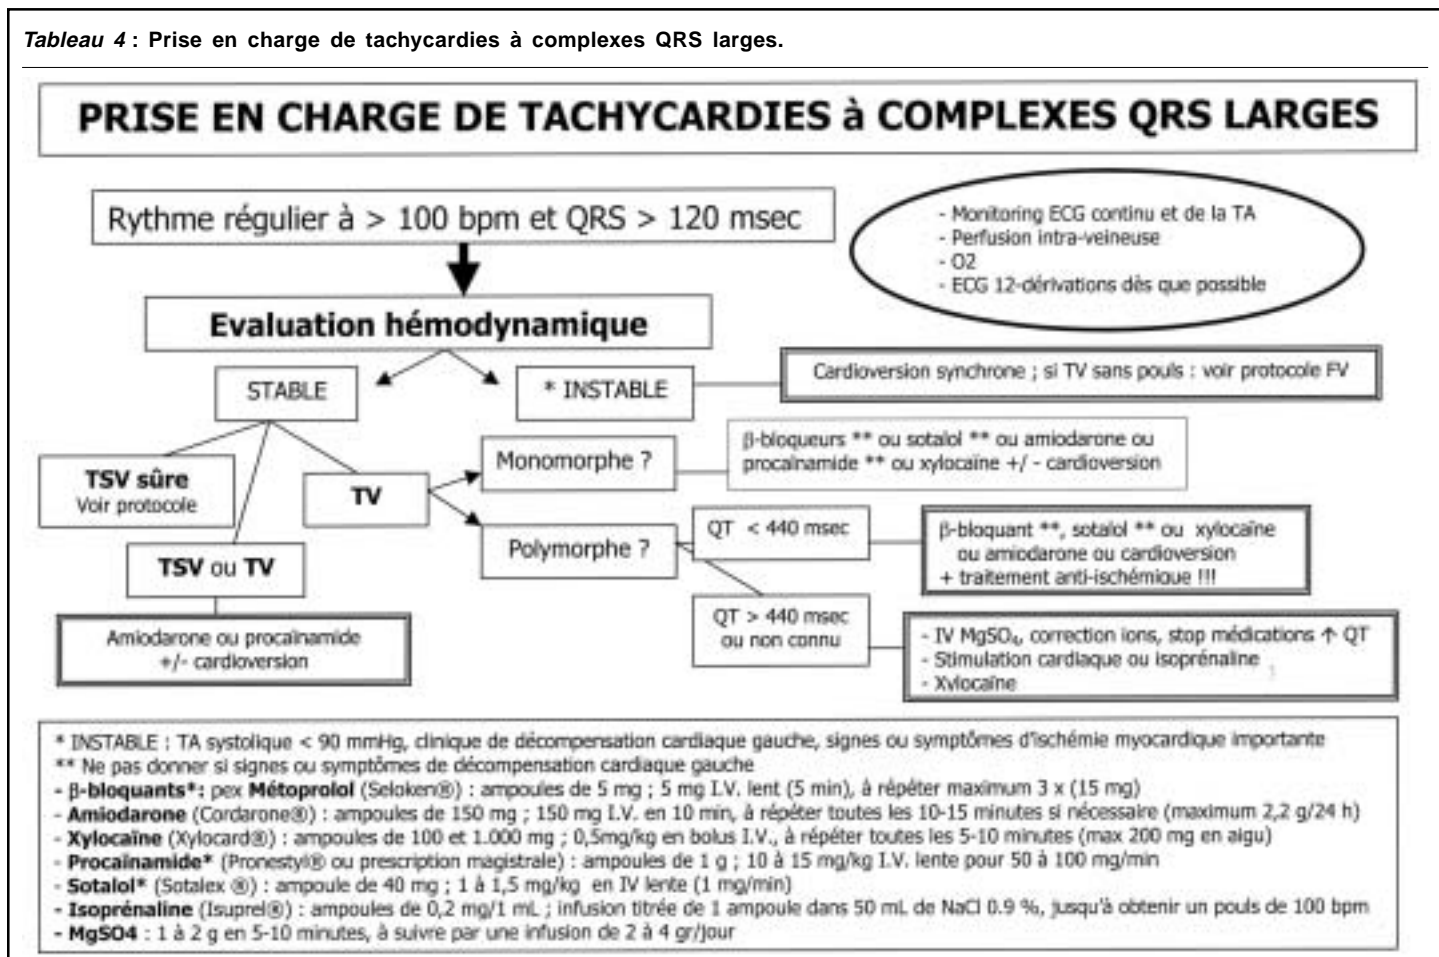 Tableau 4 : Prise en charge de tachycardies à complexes QRS larges.
PRISE EN CHARGE DE TACHYCARDIES à COMPLEXES QRS LARGES
Rythme régulier à > 100 bpm et QRS > 120 msec
- Monitoring ECG continu et de la TA
- Perfusion intra-veineuse
- O2
- ECG 12-dérivations dès que possible
Evaluation hémodynamique
STABLE
* INSTABLE
Cardioversion synchrone ; si TV sans pouls : voir protocole FV
TSV sûre
Voir protocole
TV
Monomorphe ?
β-bloqueurs ** ou sotalol ** ou amiodarone ou
procaïnamide ** ou xylocaïne +/- cardioversion
TSV ou TV
Polymorphe ?
QT < 440 msec
β-bloquant **, sotalol ** ou xylocaïne
ou amiodarone ou cardioversion
+ traitement anti-ischémique !!!
Amiodarone ou procaïnamide
+/- cardioversion
QT > 440 msec
ou non connu
- IV MgSO₄, correction ions, stop médications ↑ QT
- Stimulation cardiaque ou isoprénaline
- Xylocaïne
* INSTABLE : TA systolique < 90 mmHg, clinique de décompensation cardiaque gauche, signes ou symptômes d'ischémie myocardique importante
** Ne pas donner si signes ou symptômes de décompensation cardiaque gauche
- β-bloquants*: pex Métoprolol (Seloken®) : ampoules de 5 mg ; 5 mg I.V. lent (5 min), à répéter maximum 3 x (15 mg)
- Amiodarone (Cordarone®) : ampoules de 150 mg ; 150 mg I.V. en 10 min, à répéter toutes les 10-15 minutes si nécessaire (maximum 2,2 g/24 h)
- Xylocaïne (Xylocard®) : ampoules de 100 et 1.000 mg ; 0,5mg/kg en bolus I.V., à répéter toutes les 5-10 minutes (max 200 mg en aigu)
- Procaïnamide* (Pronestyl® ou prescription magistrale) : ampoules de 1 g ; 10 à 15 mg/kg I.V. lente pour 50 à 100 mg/min
- Sotalol* (Sotalex ®) : ampoule de 40 mg ; 1 à 1,5 mg/kg en IV lente (1 mg/min)
- Isoprénaline (Isuprel®) : ampoules de 0,2 mg/1 mL ; infusion titrée de 1 ampoule dans 50 mL de NaCl 0.9 %, jusqu'à obtenir un pouls de 100 bpm
- MgSO4 : 1 à 2 g en 5-10 minutes, à suivre par une infusion de 2 à 4 gr/jour